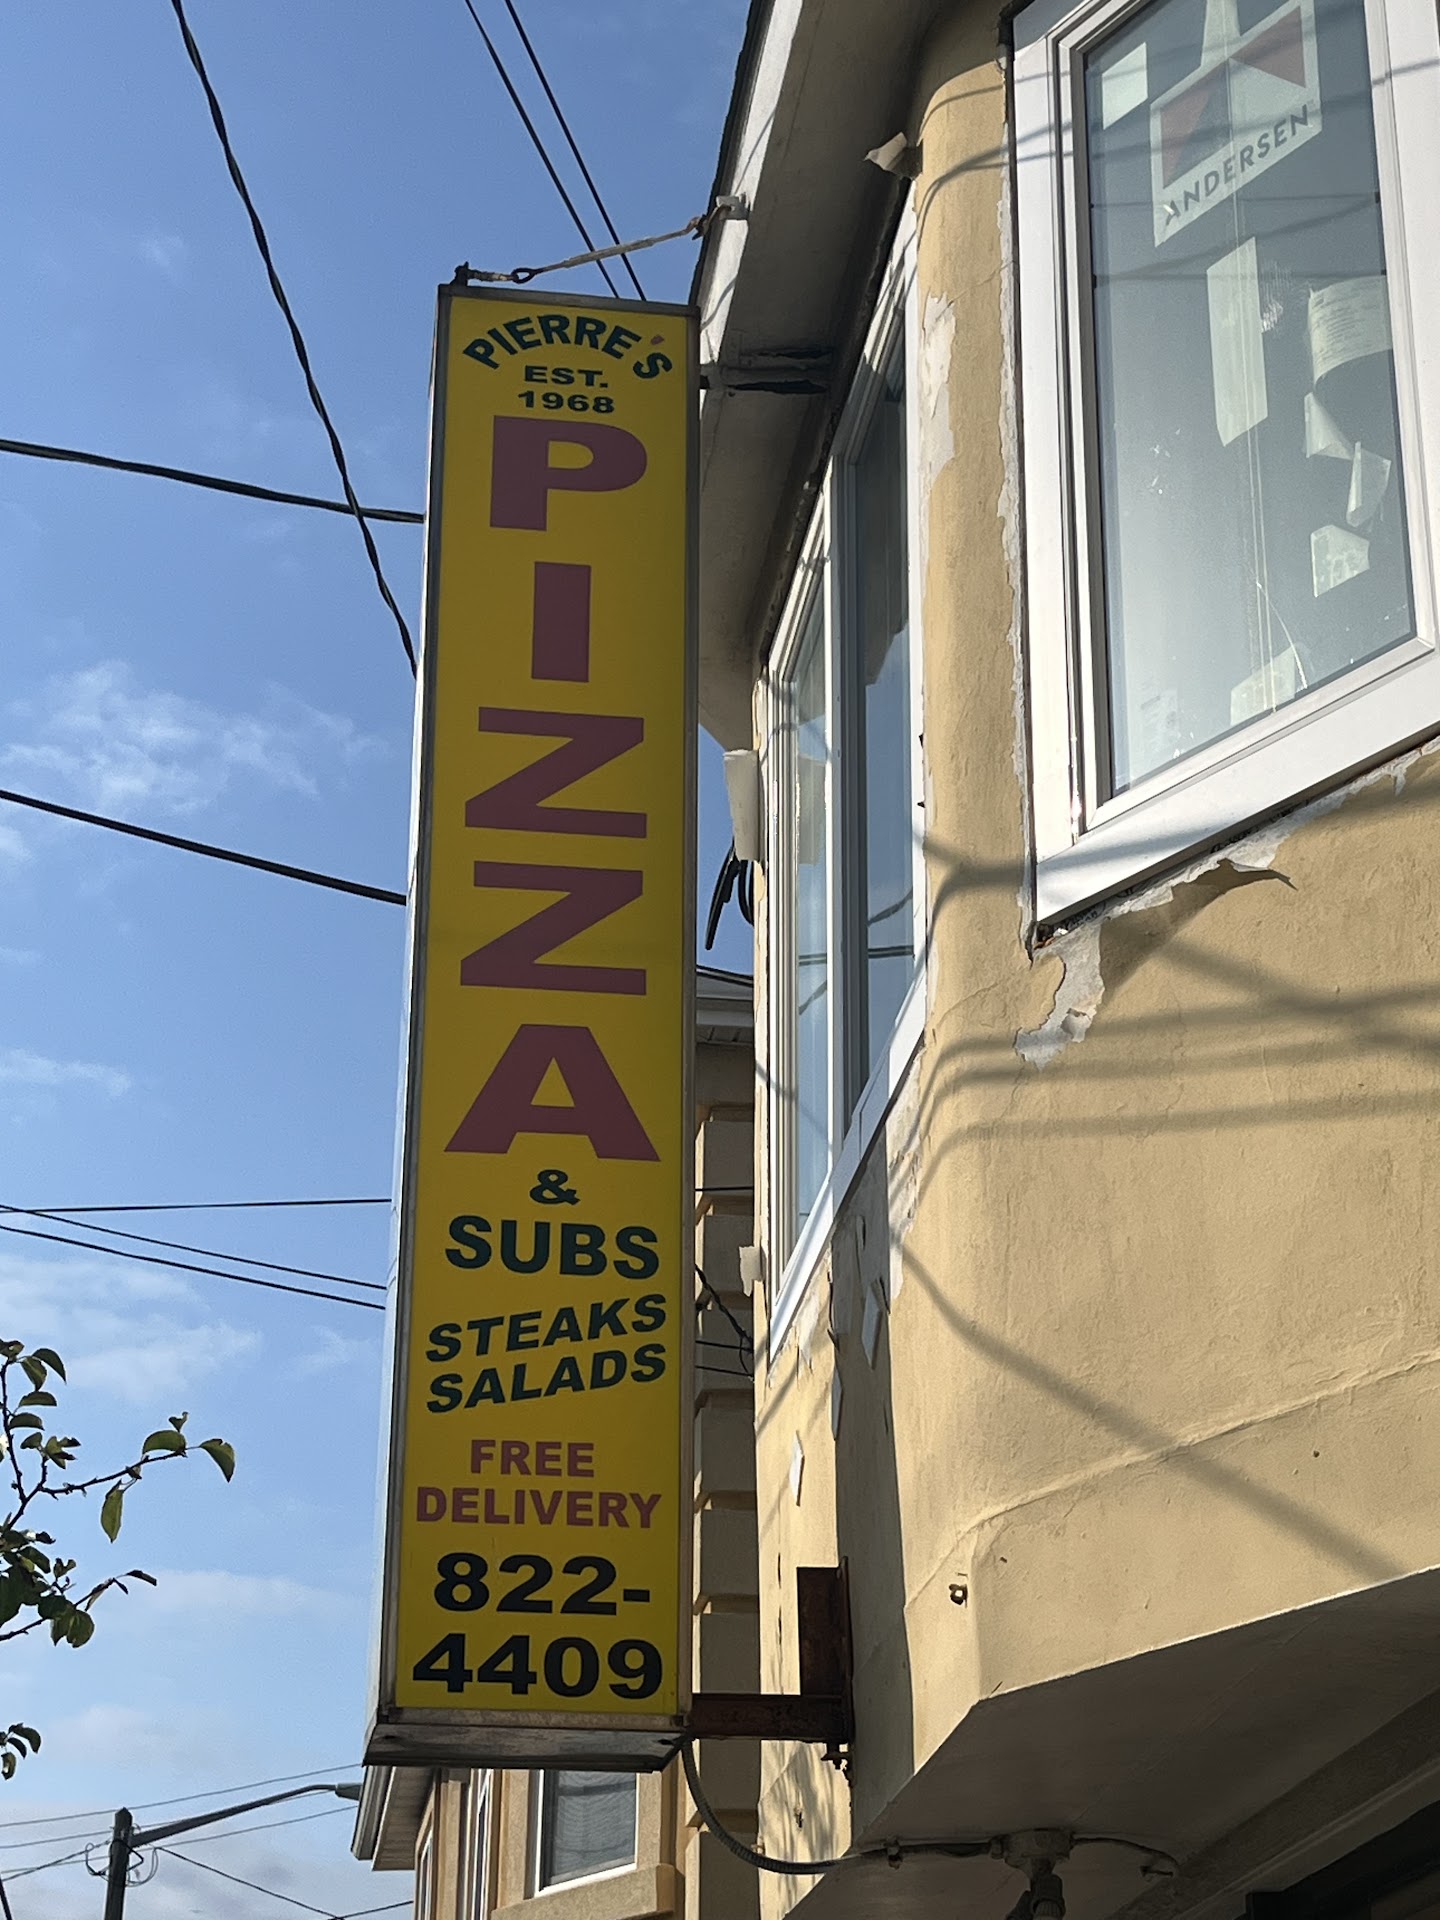 PIERRE'S
EST.
1968
PIZZA
&
SUBS
STEAKS
SALADS
FREE
DELIVERY
822-
4409
ANDERSEN